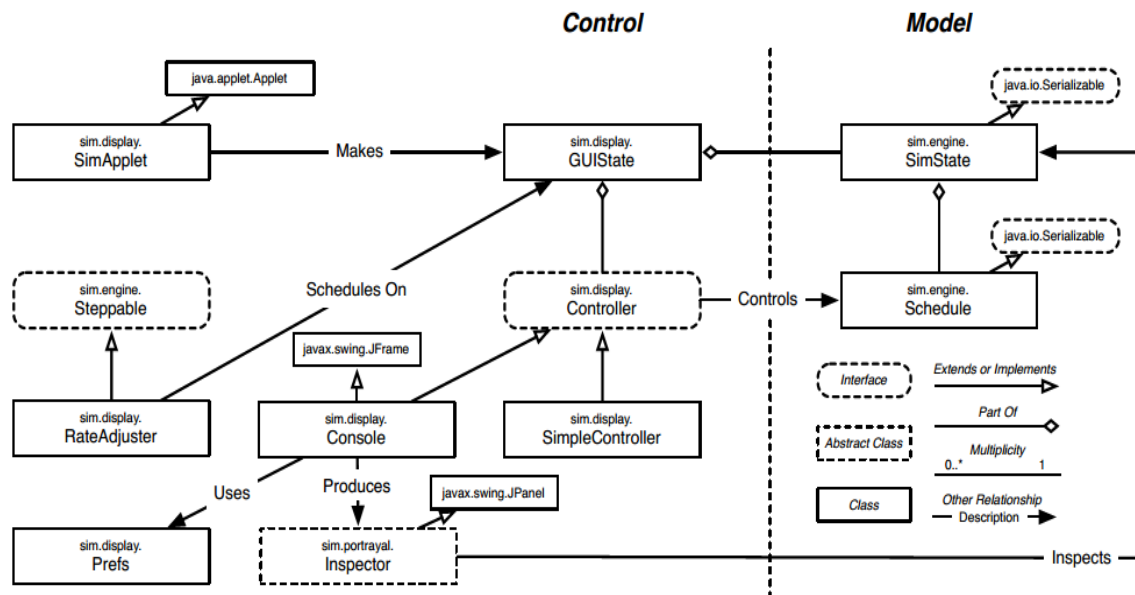 Control
Model
java.applet.Applet
java.io.Serializable
sim.display.
SimApplet
Makes
sim.display.
GUIState
sim.engine.
SimState
java.io.Serializable
sim.engine.
Steppable
Schedules On
sim.display.
Controller
Controls
sim.engine.
Schedule
javax.swing.JFrame
Interface
Extends or Implements
sim.display.
RateAdjuster
sim.display.
Console
sim.display.
SimpleController
Part Of
Abstract Class
Multiplicity
0..* 1
Uses
Produces
javax.swing.JPanel
Class
Other Relationship
Description
sim.display.
Prefs
sim.portrayal.
Inspector
Inspects